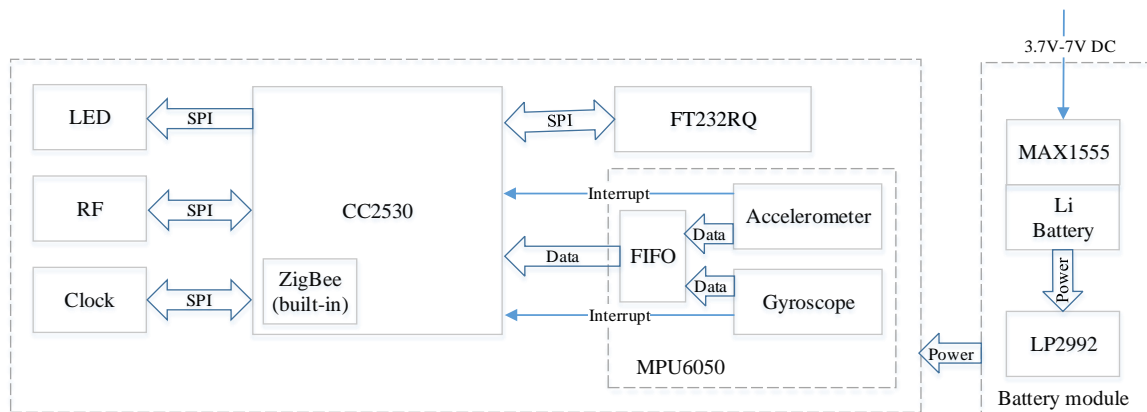 3.7V-7V DC
LED
SPI
CC2530
SPI
FT232RQ
MAX1555
Li
Battery
RF
SPI
Interrupt
Accelerometer
Data
FIFO
Data
Data
Gyroscope
Interrupt
MPU6050
Clock
SPI
ZigBee
(built-in)
Power
Power
LP2992
Battery module